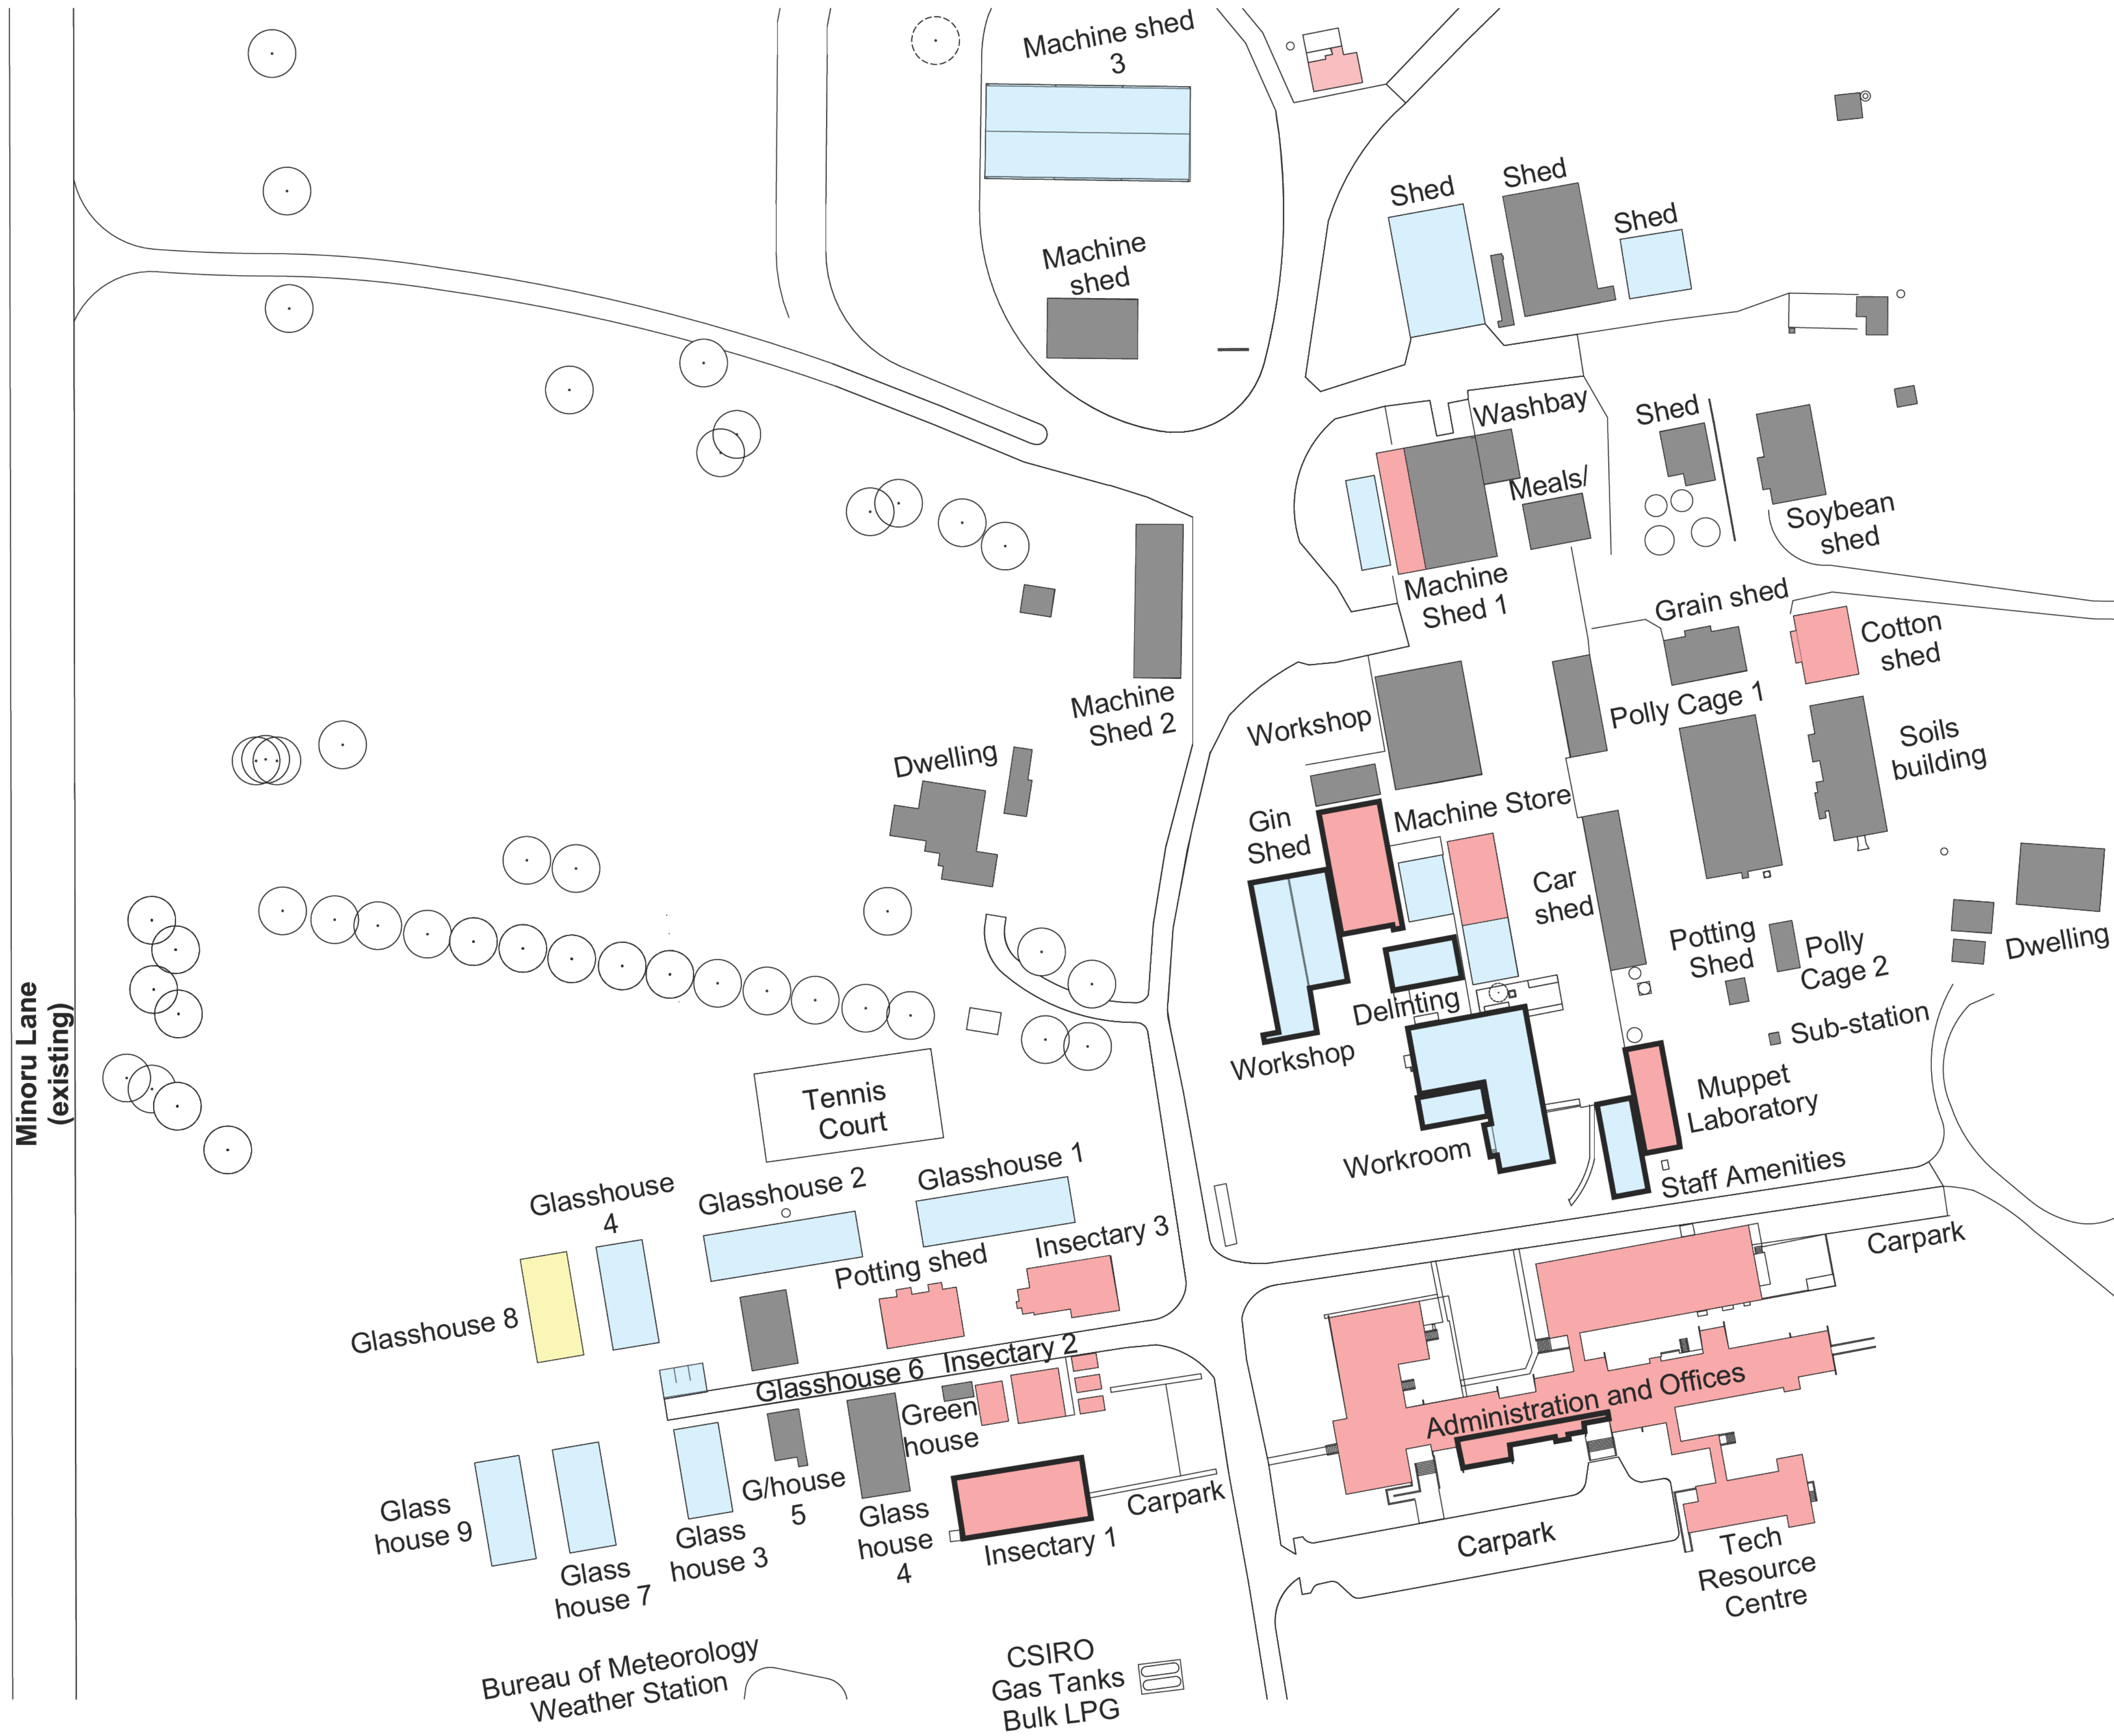 Machine shed
3
Shed
Shed
Shed
Machine
shed
Washbay
Shed
Meals/
Soybean
shed
Machine
Shed 1
Grain shed
Cotton
shed
Machine
Shed 2
Workshop
Polly Cage 1
Soils
building
Dwelling
Gin
Shed
Machine Store
Car
shed
Potting
Shed
Polly
Cage 2
Dwelling
Delinting
Sub-station
Workshop
Minoru Lane
(existing)
Tennis
Court
Muppet
Laboratory
Workroom
Staff Amenities
Glasshouse 1
Glasshouse 2
Glasshouse
4
Insectary 3
Potting shed
Carpark
Glasshouse 8
Insectary 2
Glasshouse 6
Green
house
Administration and Offices
G/house
5
Glass
house 9
Glass
house 3
Glass
house
4
Carpark
Insectary 1
Glass
house 7
Carpark
Tech
Resource
Centre
Bureau of Meteorology
Weather Station
CSIRO
Gas Tanks
Bulk LPG